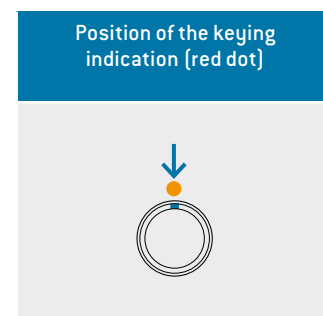 Position of the keying
indication (red dot)